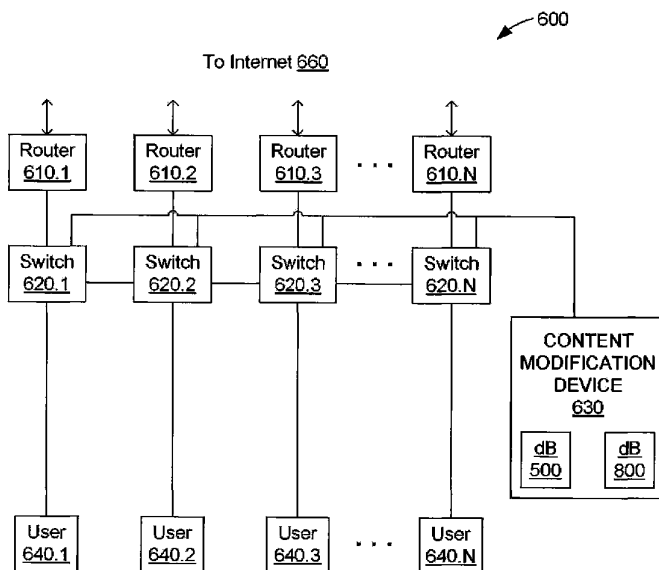 600
To Internet 660
Router
610.1
Router
610.2
Router
610.3
. . .
Router
610.N
Switch
620.1
Switch
620.2
Switch
620.3
. . .
Switch
620.N
CONTENT
MODIFICATION
DEVICE
630
dB
500
dB
800
User
640.1
User
640.2
User
640.3
. . .
User
640.N